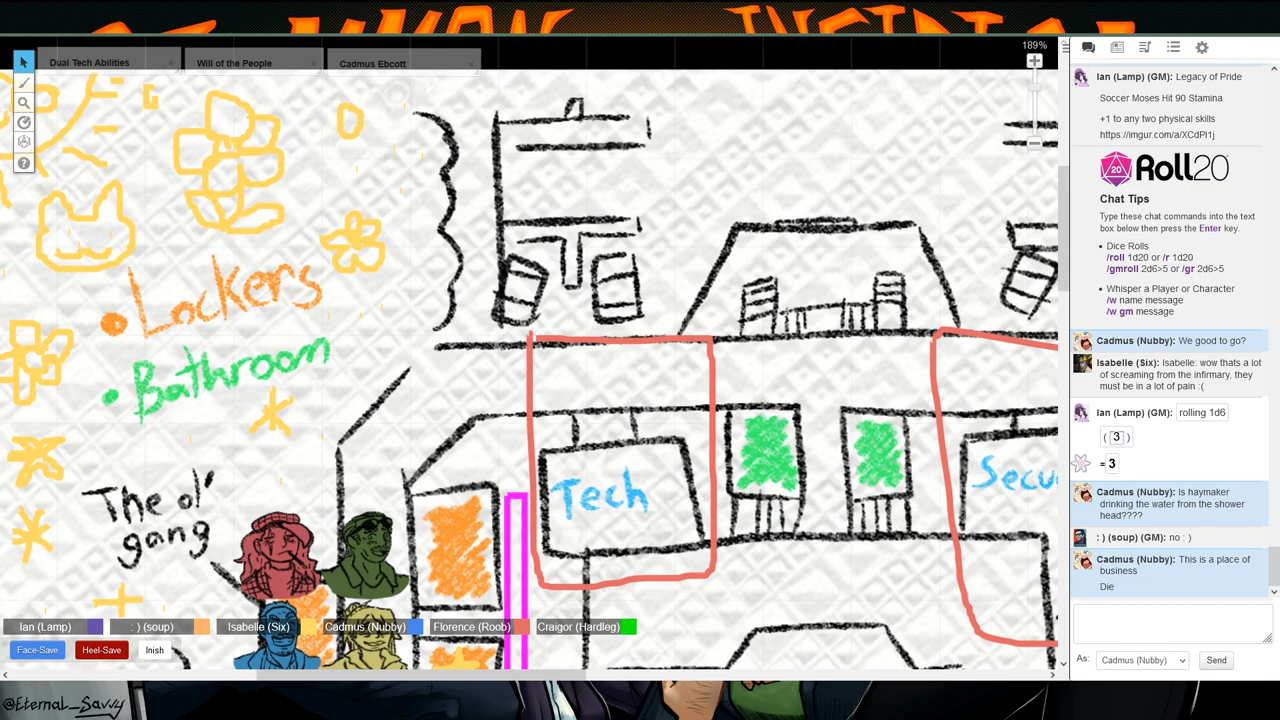 Dual Tech Abilities
Will of the People
Cadmus Ebcott
189%
Lockers
Bathroom
The ol'
gang
Tech
Secu
Ian (Lamp)
: ) (soup)
Isabelle (Six)
Cadmus (Nubby)
Florence (Roob)
Craigor (Hardleg)
Face-Save
Heel-Save
Inish
@Eternal_Savvy
Ian (Lamp) (GM): Legacy of Pride
Soccer Moses Hit 90 Stamina
+1 to any two physical skills
https://imgur.com/a/XCdPl1j
20
Roll20
Chat Tips
Type these chat commands into the text
box below then press the Enter key.
Dice Rolls
/roll 1d20 or /r 1d20
/gmroll 2d6>5 or /gr 2d6>5
Whisper a Player or Character
/w name message
/w gm message
Cadmus (Nubby): We good to go?
Isabelle (Six): Isabelle: wow thats a
lot of screaming from the infirmary, they
must be in a lot of pain :(
Ian (Lamp) (GM): rolling 1d6
( 3 )
= 3
Cadmus (Nubby): Is haymaker
drinking the water from the shower
head????
: ) (soup) (GM): no : )
Cadmus (Nubby): This is a place of
business
Die
As: Cadmus (Nubby) Send